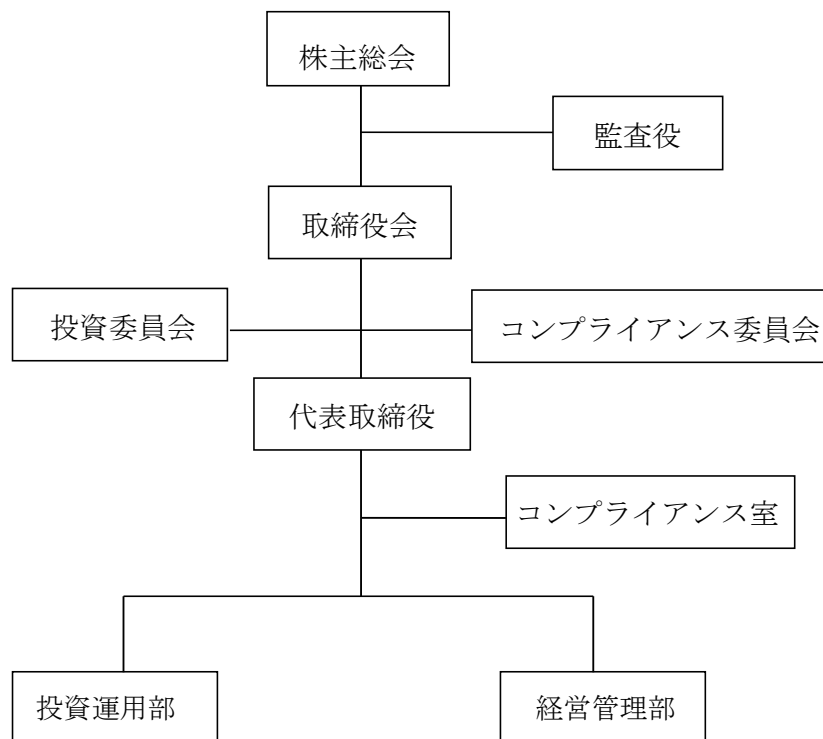 株主総会
監査役
取締役会
投資委員会
コンプライアンス委員会
代表取締役
コンプライアンス室
投資運用部
経営管理部